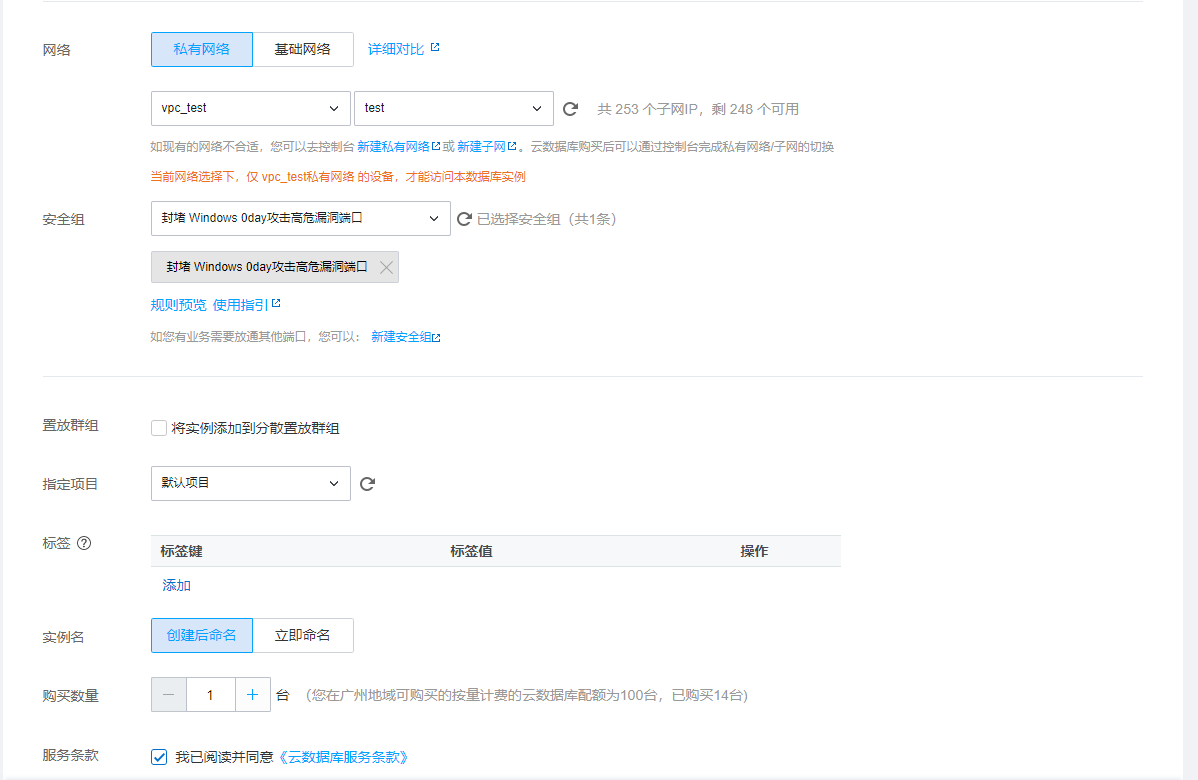 网络 私有网络 基础网络 详细对比
vpc_test test 共 253 个子网IP，剩 248 个可用
如现有的网络不合适，您可以去控制台 新建私有网络 或 新建子网 。云数据库购买后可以通过控制台完成私有网络/子网的切换
当前网络选择下，仅 vpc_test私有网络 的设备，才能访问本数据库实例
安全组 封堵 Windows 0day攻击高危漏洞端口 已选择安全组（共1条）
封堵 Windows 0day攻击高危漏洞端口
规则预览 使用指引
如您有业务需要放通其他端口，您可以： 新建安全组
置放群组 将实例添加到分散置放群组
指定项目 默认项目
标签 ?
标签键 标签值 操作
添加
实例名 创建后命名 立即命名
购买数量 － 1 + 台 （您在广州地域可购买的按量计费的云数据库配额为100台，已购买14台）
服务条款 我已阅读并同意《云数据库服务条款》